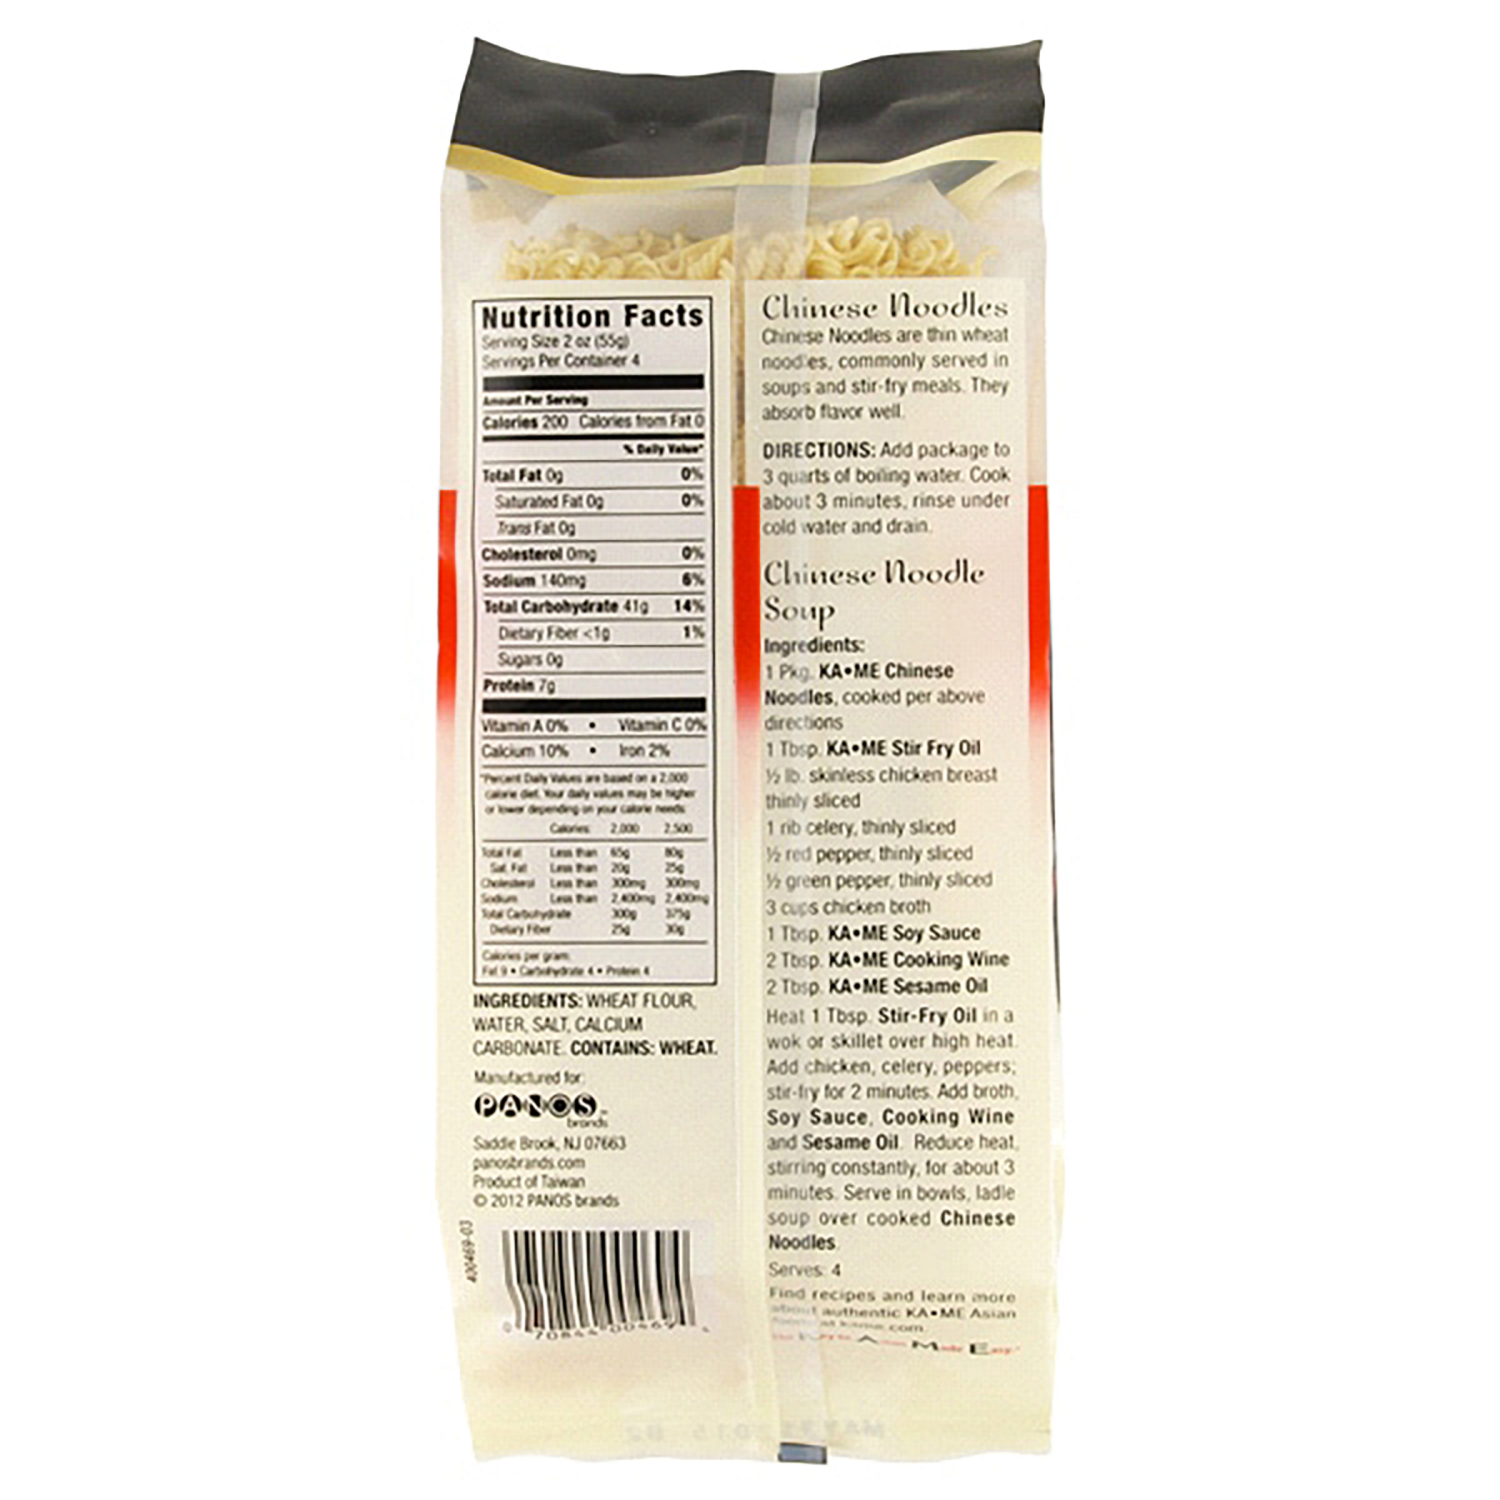 Nutrition Facts
Serving Size 2 oz (55g)
Servings Per Container 4
Amount Per Serving
Calories 200 Calories from Fat 0
% Daily Value*
Total Fat 0g 0%
Saturated Fat 0g 0%
Trans Fat 0g
Cholesterol 0mg 0%
Sodium 140mg 6%
Total Carbohydrate 41g 14%
Dietary Fiber <1g 1%
Sugars 0g
Protein 7g
Vitamin A 0% • Vitamin C 0%
Calcium 10% • Iron 2%
*Percent Daily Values are based on a 2,000
calorie diet. Your daily values may be higher
or lower depending on your calorie needs:
Calories: 2,000 2,500
Total Fat Less than 65g 80g
Sat. Fat Less than 20g 25g
Cholesterol Less than 300mg 300mg
Sodium Less than 2,400mg 2,400mg
Total Carbohydrate 300g 375g
Dietary Fiber 25g 30g
Calories per gram:
Fat 9 • Carbohydrate 4 • Protein 4
INGREDIENTS: WHEAT FLOUR,
WATER, SALT, CALCIUM
CARBONATE. CONTAINS: WHEAT.
Manufactured for:
PANOS™
brands
Saddle Brook, NJ 07663
panosbrands.com
Product of Taiwan
© 2012 PANOS brands
400469-03
0 70844 00469
Chinese Noodles
Chinese Noodles are thin wheat
noodles, commonly served in
soups and stir-fry meals. They
absorb flavor well.
DIRECTIONS: Add package to
3 quarts of boiling water. Cook
about 3 minutes, rinse under
cold water and drain.
Chinese Noodle
Soup
Ingredients:
1 Pkg. KA•ME Chinese
Noodles, cooked per above
directions
1 Tbsp. KA•ME Stir Fry Oil
½ lb. skinless chicken breast
thinly sliced
1 rib celery, thinly sliced
½ red pepper, thinly sliced
½ green pepper, thinly sliced
3 cups chicken broth
1 Tbsp. KA•ME Soy Sauce
2 Tbsp. KA•ME Cooking Wine
2 Tbsp. KA•ME Sesame Oil
Heat 1 Tbsp. Stir-Fry Oil in a
wok or skillet over high heat.
Add chicken, celery, peppers;
stir-fry for 2 minutes. Add broth,
Soy Sauce, Cooking Wine
and Sesame Oil. Reduce heat,
stirring constantly, for about 3
minutes. Serve in bowls, ladle
soup over cooked Chinese
Noodles.
Serves: 4
Find recipes and learn more
about authentic KA•ME Asian
foods at kame.com
Made Easy